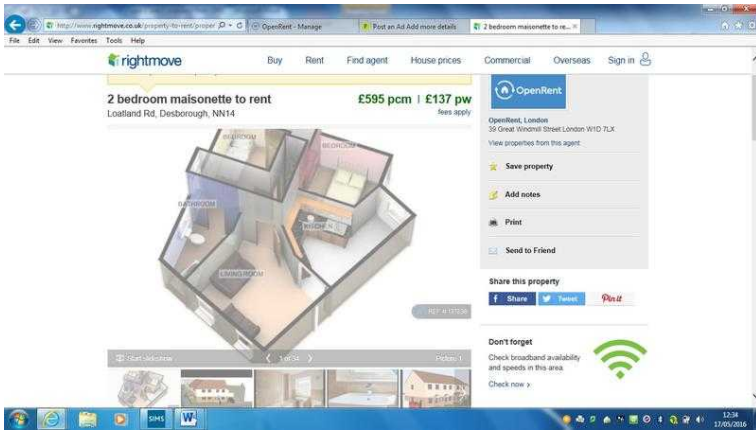 http://www.rightmove.co.uk/property-to-rent/proper
OpenRent - Manage
Post an Ad Add more details
2 bedroom maisonette to re...
File Edit View Favorites Tools Help
rightmove
Buy Rent Find agent House prices Commercial Overseas Sign in
2 bedroom maisonette to rent
£595 pcm | £137 pw
Loatland Rd, Desborough, NN14
fees apply
BEDROOM
BEDROOM
BATHROOM
KITCHEN
LIVING ROOM
Start slideshow
1 of 34
Picture 1
OpenRent
OpenRent, London
39 Great Windmill Street London W1D 7LX
View properties from this agent
Save property
Add notes
Print
Send to Friend
Share this property
Share
Tweet
Pin it
Don't forget
Check broadband availability
and speeds in this area
Check now >
SIMS
W
12:34
17/05/2016